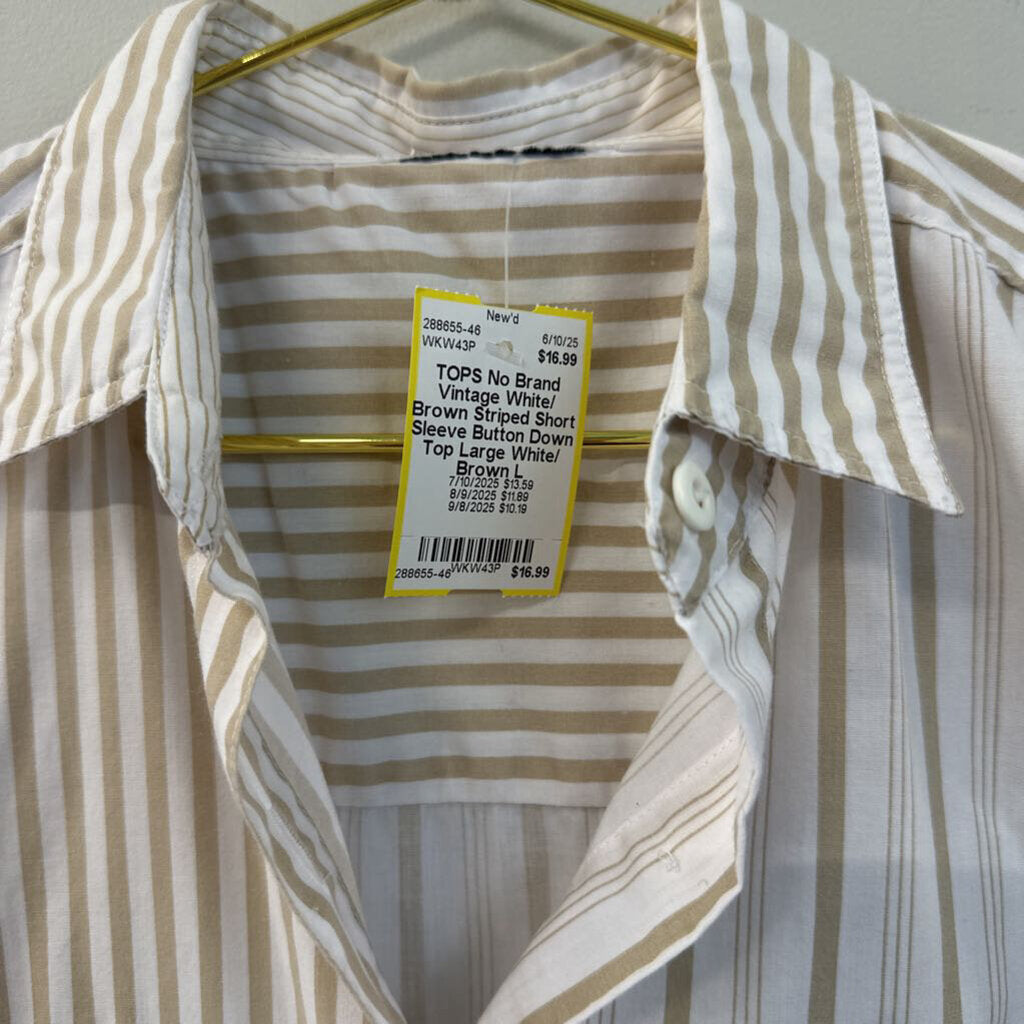 New'd
288655-46 6/10/25
WKW43P $16.99
TOPS No Brand
Vintage White/
Brown Striped Short
Sleeve Button Down
Top Large White/
Brown L
7/10/2025 $13.59
8/9/2025 $11.89
9/8/2025 $10.19
288655-46 WKW43P $16.99